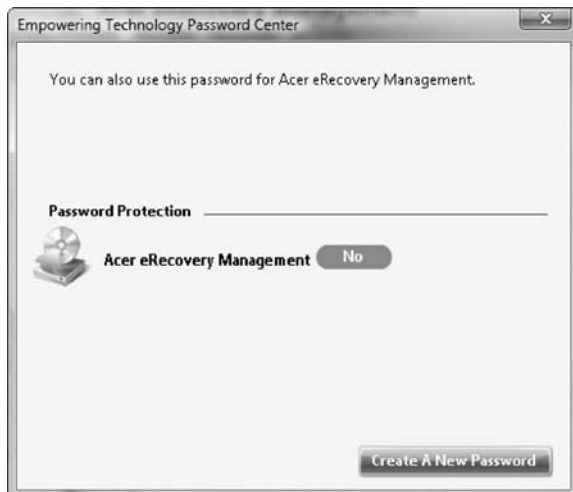 Empowering Technology Password Center
x
You can also use this password for Acer eRecovery Management.
Password Protection
Acer eRecovery Management No
Create A New Password